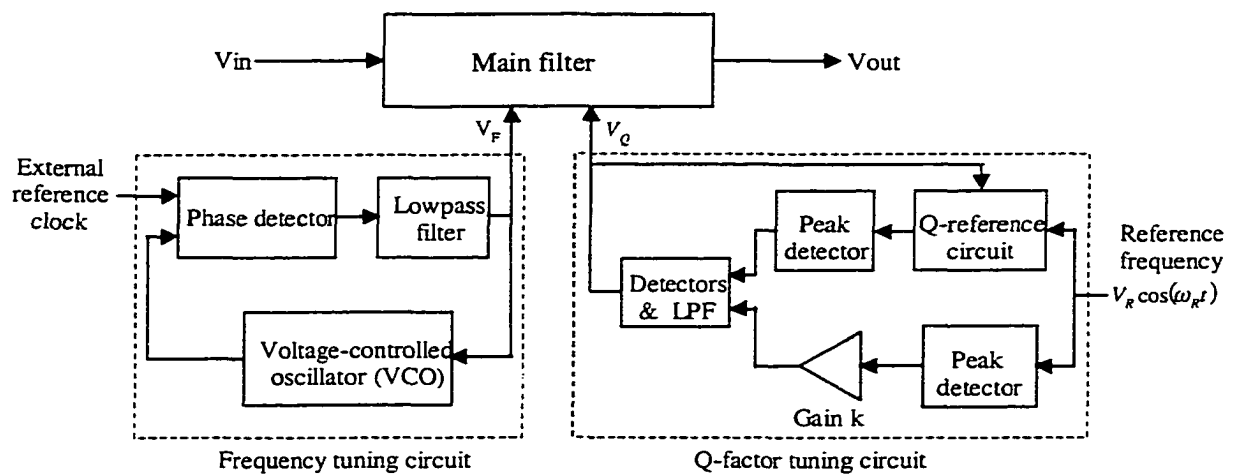 Vin
Main filter
Vout
V_F
V_Q
External
reference
clock
Phase detector
Lowpass
filter
Voltage-controlled
oscillator (VCO)
Frequency tuning circuit
Peak
detector
Q-reference
circuit
Detectors
& LPF
Reference
frequency
V_R cos(ω_R t)
Peak
detector
Gain k
Q-factor tuning circuit